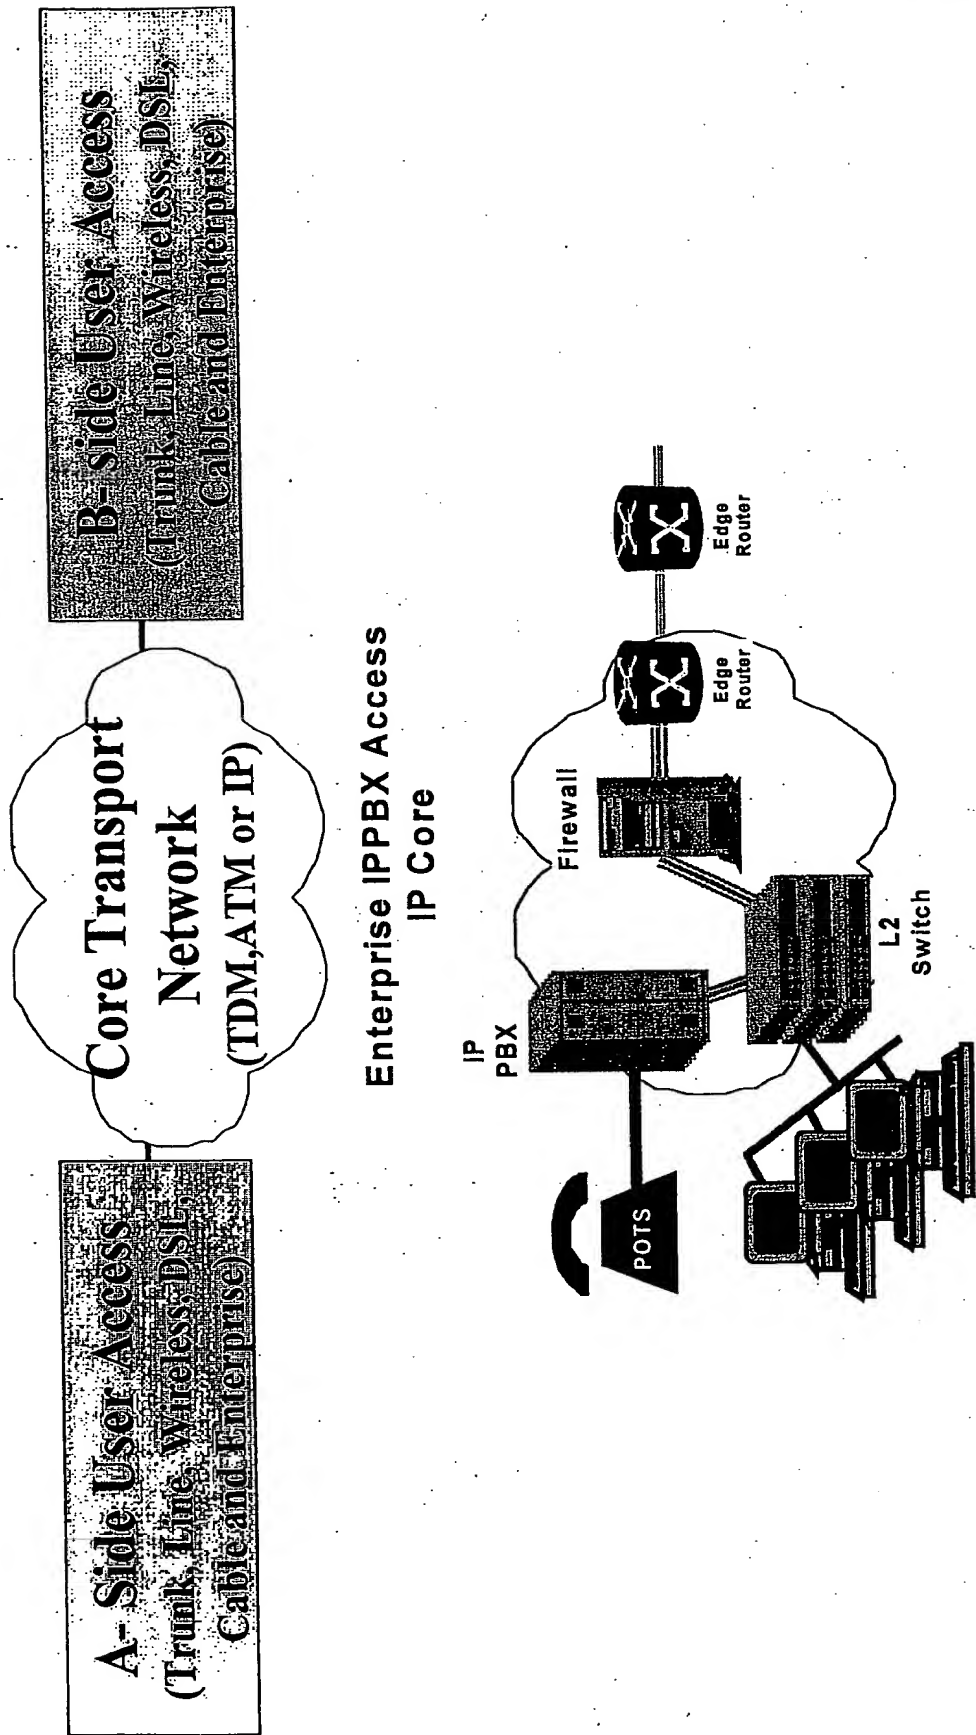 A- Side User Access
(Trunk, Line, Wireless, DSL,
Cable and Enterprise)
Core Transport
Network
(TDM,ATM or IP)
B- side User Access
(Trunk, Line, Wireless, DSL,
Cable and Enterprise)
Enterprise IPPBX Access
IP Core
IP
PBX
POTS
L2
Switch
Firewall
Edge
Router
Edge
Router